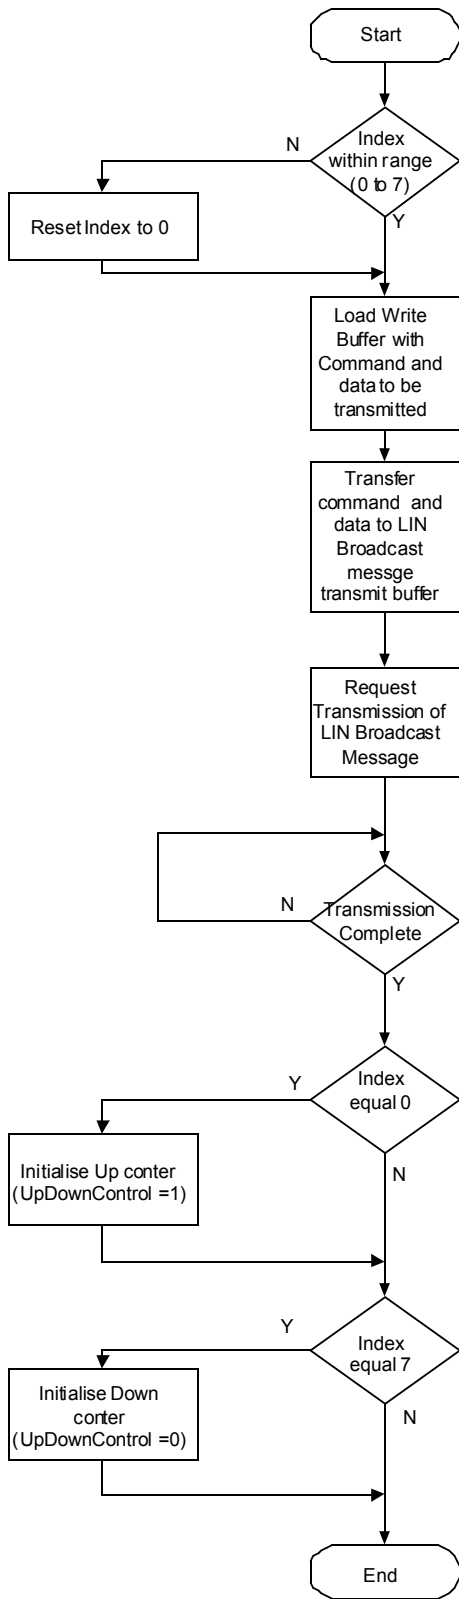 Start
Index
within range
(0 to 7)
N
Y
Reset Index to 0
Load Write
Buffer with
Command and
data to be
transmitted
Transfer
command and
data to LIN
Broadcast
messge
transmit buffer
Request
Transmission of
LIN Broadcast
Message
N
Transmission
Complete
Y
Index
equal 0
Y
N
Initialise Up conter
(UpDownControl =1)
Y
Index
equal 7
N
Initialise Down
conter
(UpDownControl =0)
End